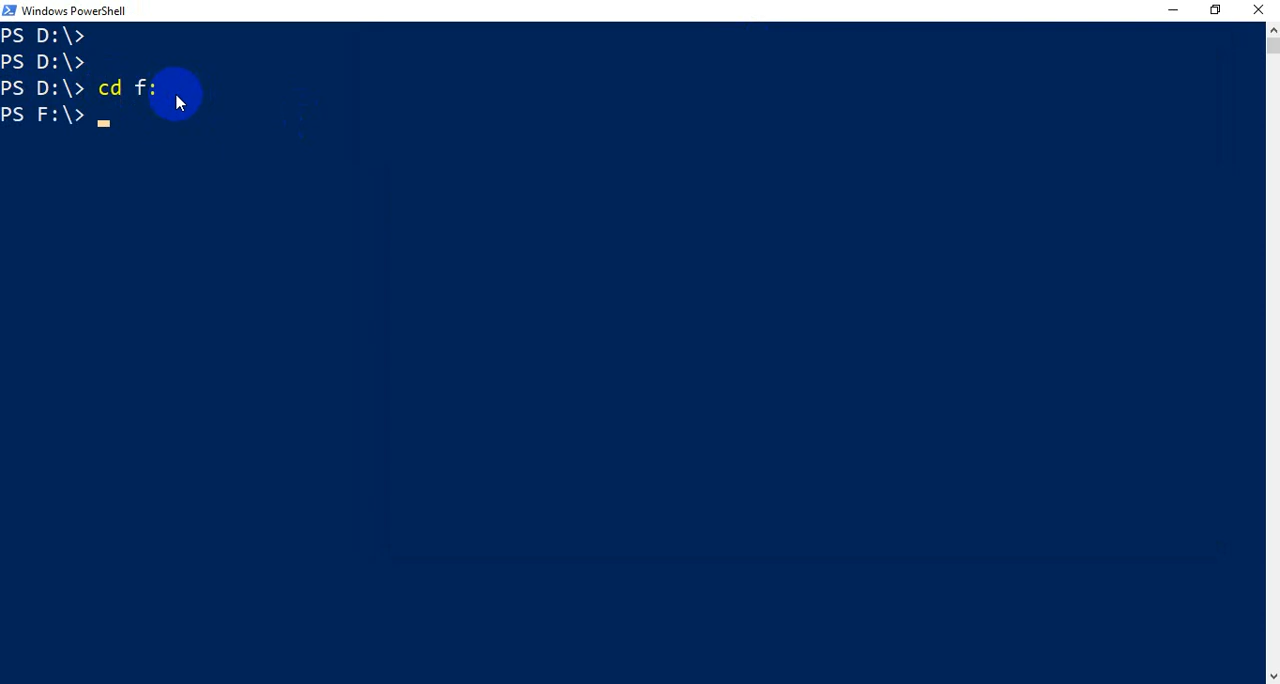 Windows PowerShell
PS D:\>
PS D:\>
PS D:\> cd f:
PS F:\>